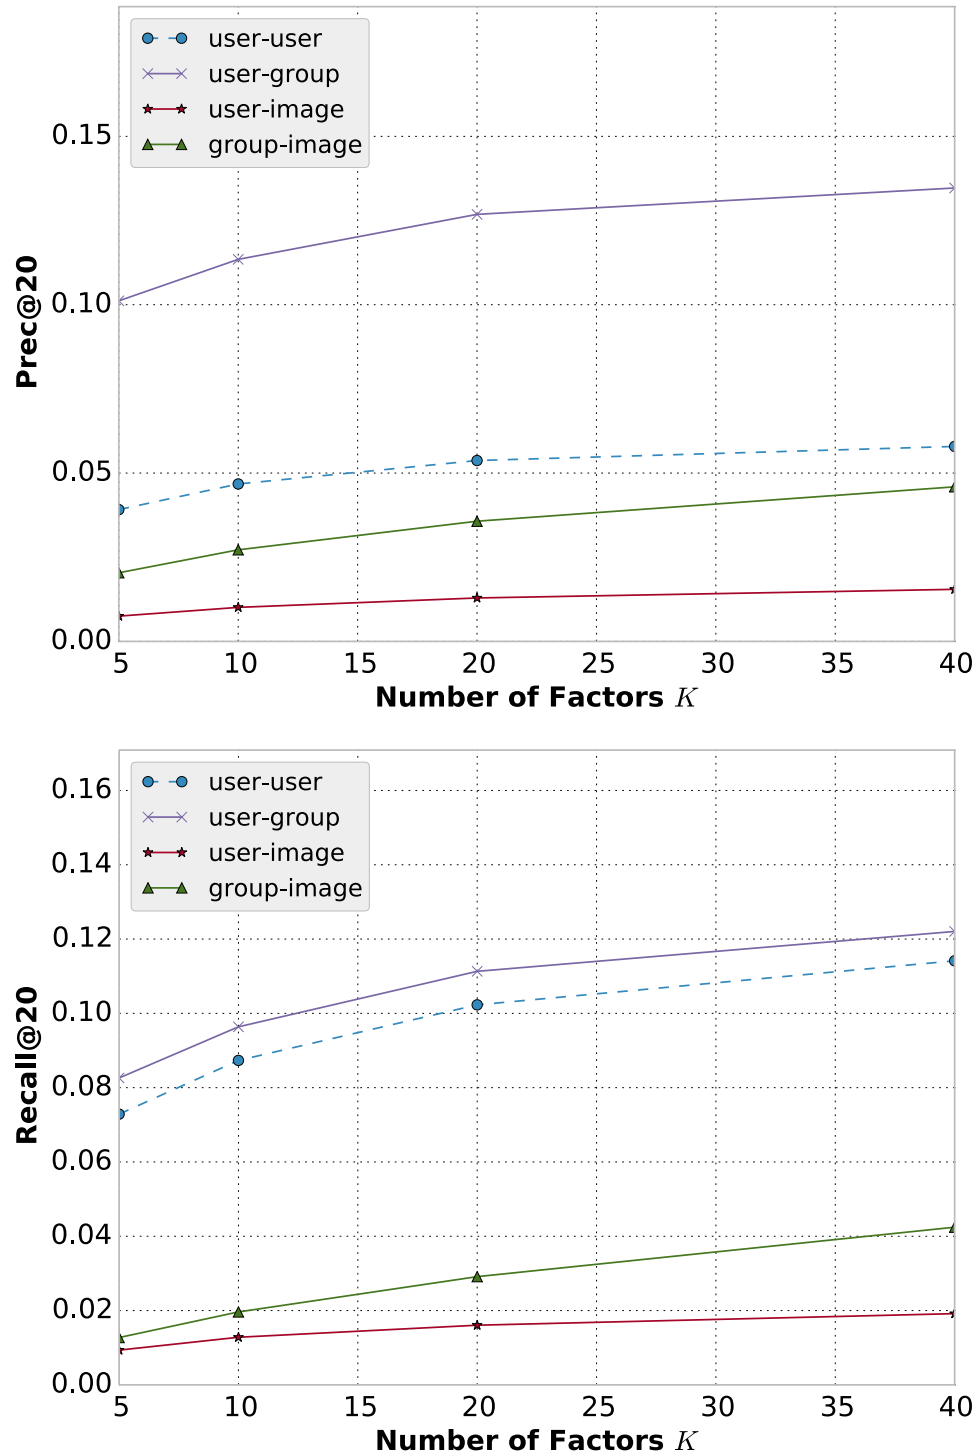 user-user
user-group
user-image
group-image
0.15
0.10
0.05
0.00
Prec@20
5 10 15 20 25 30 35 40
Number of Factors K
user-user
user-group
user-image
group-image
0.16
0.14
0.12
0.10
0.08
0.06
0.04
0.02
0.00
Recall@20
5 10 15 20 25 30 35 40
Number of Factors K